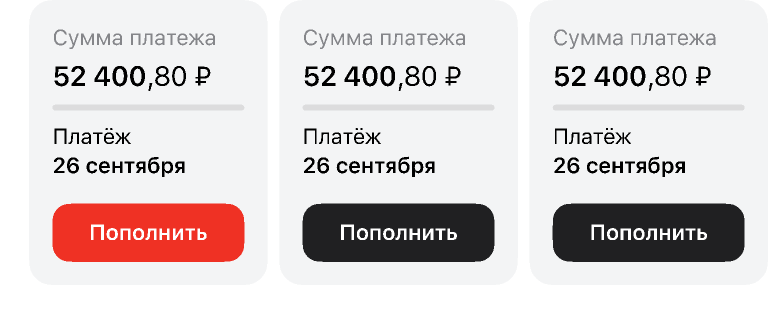 Сумма платежа
52 400,80 ₽
Платёж
26 сентября
Пополнить
Сумма платежа
52 400,80 ₽
Платёж
26 сентября
Пополнить
Сумма платежа
52 400,80 ₽
Платёж
26 сентября
Пополнить